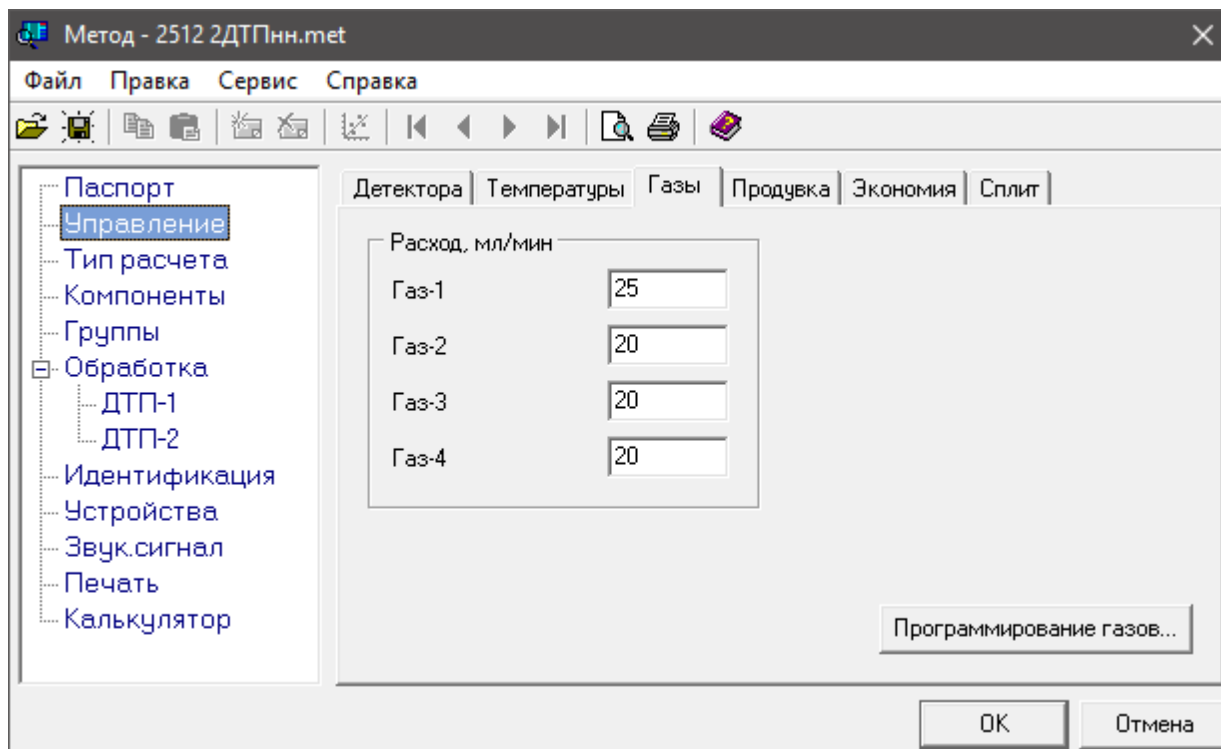 Метод - 2512 2ДТПнн.met
Файл Правка Сервис Справка
Паспорт
Управление
Тип расчета
Компоненты
Группы
Обработка
ДТП-1
ДТП-2
Идентификация
Устройства
Звук.сигнал
Печать
Калькулятор
Детектора Температуры Газы Продувка Экономия Сплит
Расход, мл/мин
Газ-1 25
Газ-2 20
Газ-3 20
Газ-4 20
Программирование газов...
OK Отмена